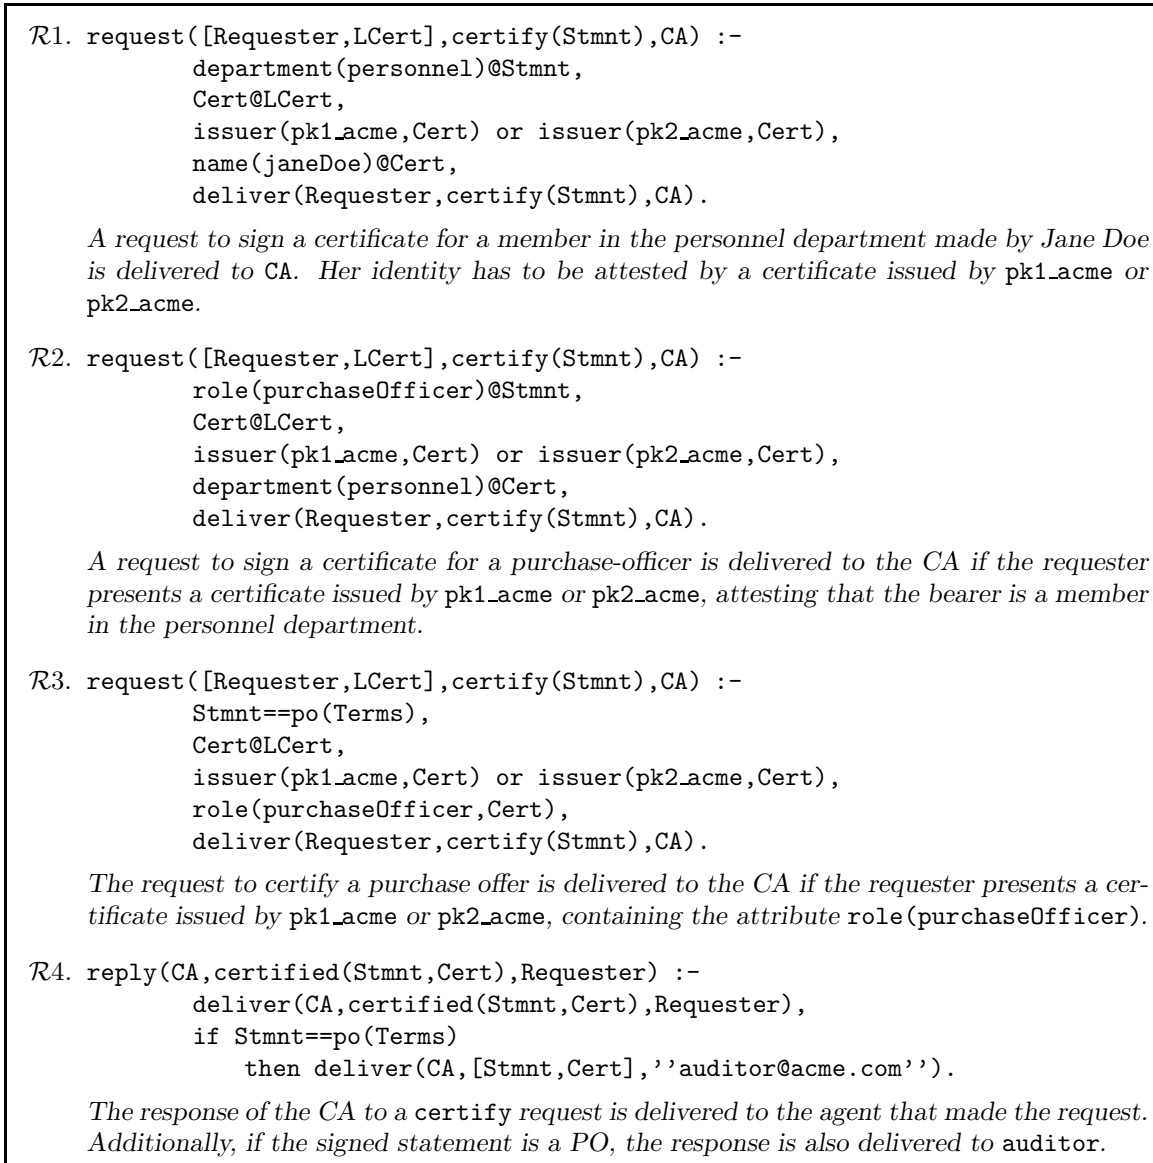 R1. request([Requester,LCert],certify(Stmnt),CA) :-
department(personnel)@Stmnt,
Cert@LCert,
issuer(pk1_acme,Cert) or issuer(pk2_acme,Cert),
name(janeDoe)@Cert,
deliver(Requester,certify(Stmnt),CA).
A request to sign a certificate for a member in the personnel department made by Jane Doe
is delivered to CA. Her identity has to be attested by a certificate issued by pk1_acme or
pk2_acme.
R2. request([Requester,LCert],certify(Stmnt),CA) :-
role(purchaseOfficer)@Stmnt,
Cert@LCert,
issuer(pk1_acme,Cert) or issuer(pk2_acme,Cert),
department(personnel)@Cert,
deliver(Requester,certify(Stmnt),CA).
A request to sign a certificate for a purchase-officer is delivered to the CA if the requester
presents a certificate issued by pk1_acme or pk2_acme, attesting that the bearer is a member
in the personnel department.
R3. request([Requester,LCert],certify(Stmnt),CA) :-
Stmnt==po(Terms),
Cert@LCert,
issuer(pk1_acme,Cert) or issuer(pk2_acme,Cert),
role(purchaseOfficer,Cert),
deliver(Requester,certify(Stmnt),CA).
The request to certify a purchase offer is delivered to the CA if the requester presents a cer-
tificate issued by pk1_acme or pk2_acme, containing the attribute role(purchaseOfficer).
R4. reply(CA,certified(Stmnt,Cert),Requester) :-
deliver(CA,certified(Stmnt,Cert),Requester),
if Stmnt==po(Terms)
then deliver(CA,[Stmnt,Cert],''auditor@acme.com'').
The response of the CA to a certify request is delivered to the agent that made the request.
Additionally, if the signed statement is a PO, the response is also delivered to auditor.